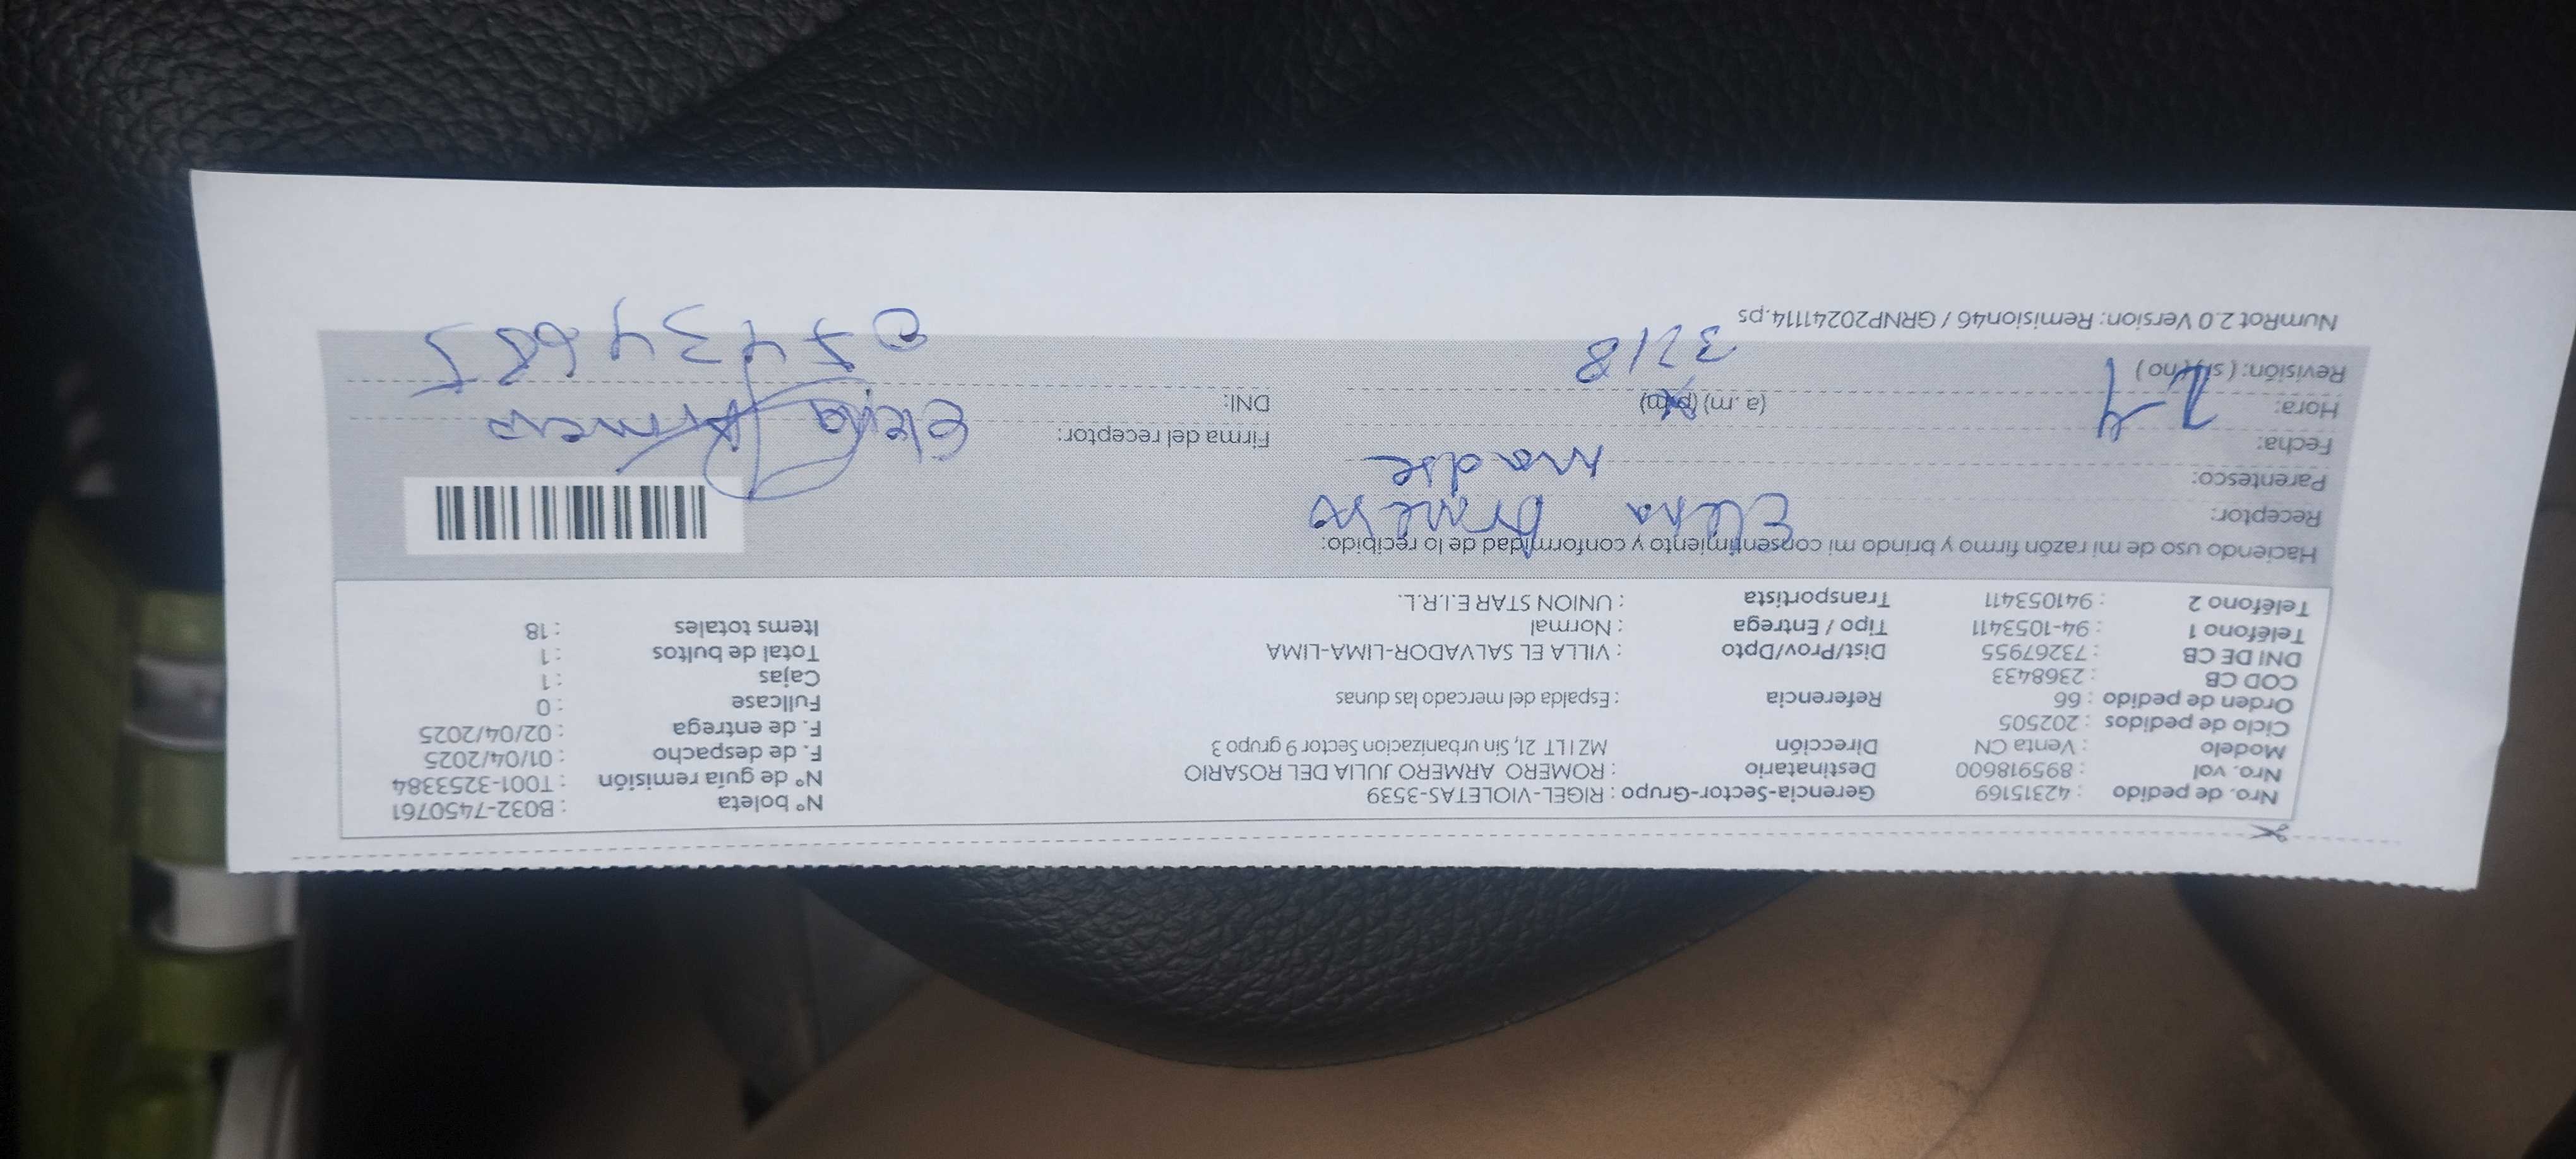 Nro. de pedido : 42315169 Gerencia-Sector-Grupo : RIGEL-VIOLETAS-3539 N° boleta : B032-7450761
Nro. vol : 895918600 Destinatario : ROMERO ARMERO JULIA DEL ROSARIO N° de guía remisión : T001-3253384
Modelo : Venta CN Dirección MZ I LT 21, Sin urbanizacion Sector 9 grupo 3 F. de despacho : 01/04/2025
Ciclo de pedidos : 202505 F. de entrega : 02/04/2025
Orden de pedido : 66 Referencia : Espalda del mercado las dunas Fullcase : 0
COD CB : 2368433 Cajas : 1
DNI DE CB : 73267955 Dist/Prov/Dpto : VILLA EL SALVADOR-LIMA-LIMA Total de bultos : 1
Teléfono 1 : 94-1053411 Tipo / Entrega : Normal Items totales : 18
Teléfono 2 : 941053411 Transportista : UNION STAR E.I.R.L.
Haciendo uso de mi razón firmo y brindo mi consentimiento y conformidad de lo recibido:
Receptor: Elena Armero
Parentesco: madre
Fecha: Firma del receptor: Elena Armero
Hora: (a .m) (p.m) DNI:
Revisión: ( si ) ( no ) 3218
NumRot 2.0 Version: Remision46 / GRNP20241114.ps